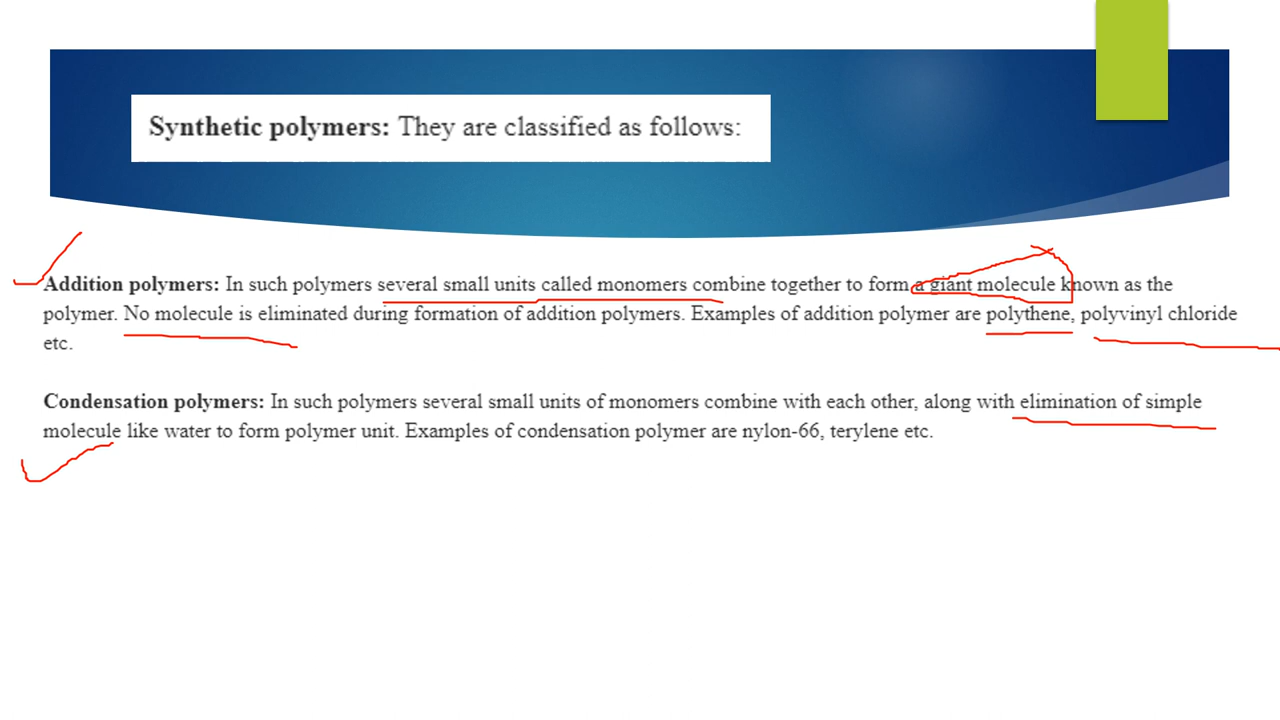 Synthetic polymers: They are classified as follows:
Addition polymers: In such polymers several small units called monomers combine together to form a giant molecule known as the
polymer. No molecule is eliminated during formation of addition polymers. Examples of addition polymer are polythene, polyvinyl chloride
etc.
Condensation polymers: In such polymers several small units of monomers combine with each other, along with elimination of simple
molecule like water to form polymer unit. Examples of condensation polymer are nylon-66, terylene etc.